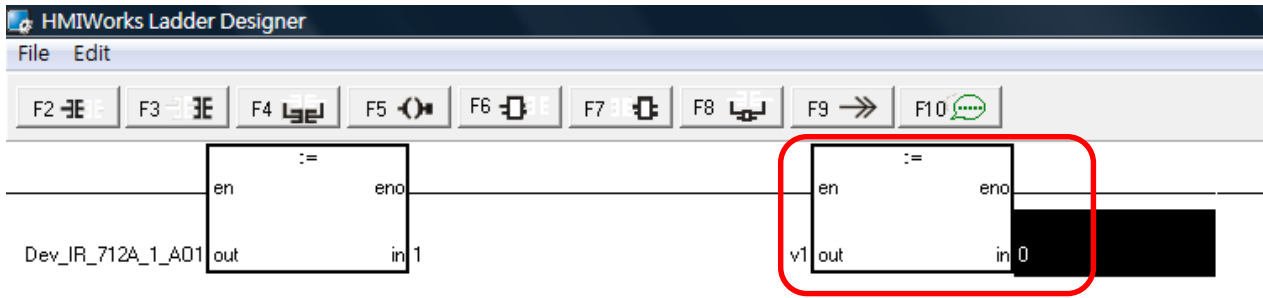 HMIWorks Ladder Designer
File Edit
F2 F3 F4 F5 F6 F7 F8 F9 F10
:= :=
en eno en eno
Dev_IR_712A_1_AO1 out in 1 v1 out in 0